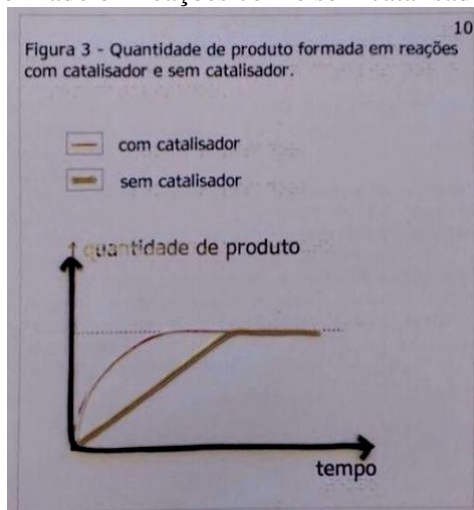 10
Figura 3 - Quantidade de produto formada em reações
com catalisador e sem catalisador.
com catalisador
sem catalisador
quantidade de produto
tempo